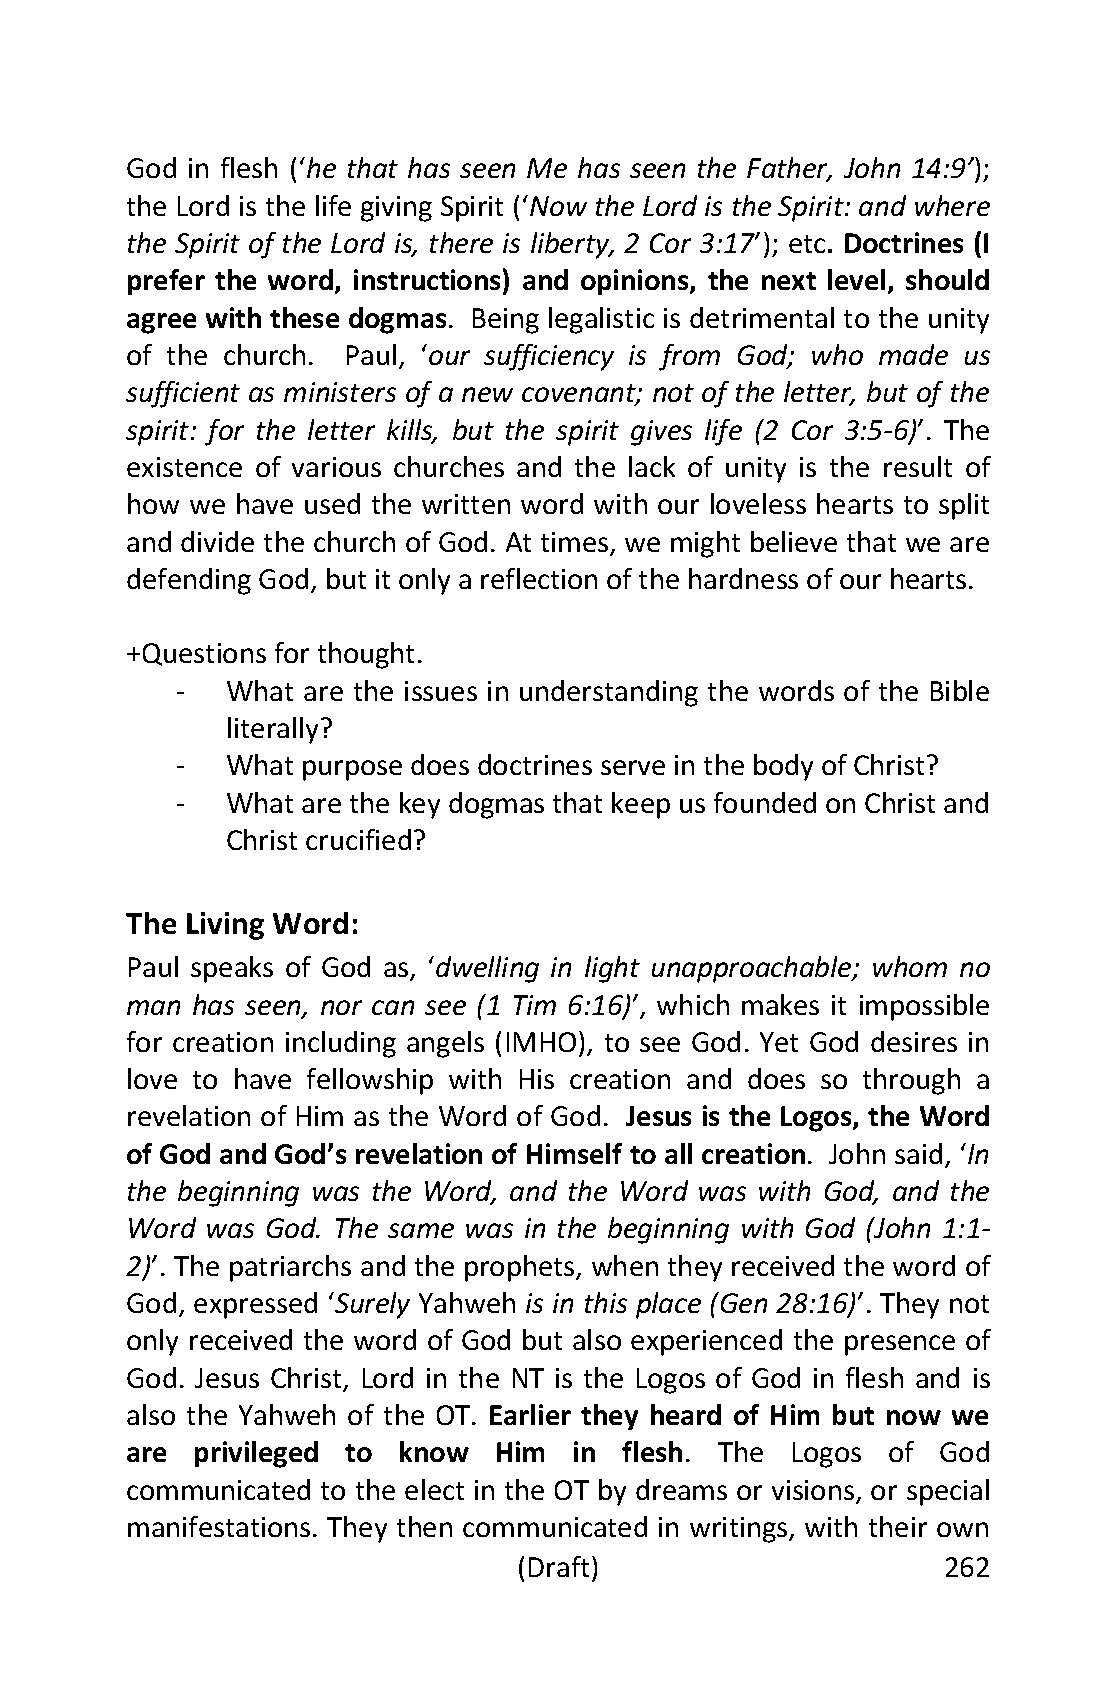 God in flesh (‘he that has seen Me has seen the Father, John 14:9’);
the Lord is the life giving Spirit (‘Now the Lord is the Spirit: and where
the Spirit of the Lord is, there is liberty, 2 Cor 3:17’); etc. Doctrines (I
prefer the word, instructions) and opinions, the next level, should
agree with these dogmas. Being legalistic is detrimental to the unity
of the church. Paul, ‘our sufficiency is from God; who made us
sufficient as ministers of a new covenant; not of the letter, but of the
spirit: for the letter kills, but the spirit gives life (2 Cor 3:5-6)’. The
existence of various churches and the lack of unity is the result of
how we have used the written word with our loveless hearts to split
and divide the church of God. At times, we might believe that we are
defending God, but it only a reflection of the hardness of our hearts.
+Questions for thought.
- What are the issues in understanding the words of the Bible
literally?
- What purpose does doctrines serve in the body of Christ?
- What are the key dogmas that keep us founded on Christ and
Christ crucified?
The Living Word:
Paul speaks of God as, ‘dwelling in light unapproachable; whom no
man has seen, nor can see (1 Tim 6:16)’, which makes it impossible
for creation including angels (IMHO), to see God. Yet God desires in
love to have fellowship with His creation and does so through a
revelation of Him as the Word of God. Jesus is the Logos, the Word
of God and God’s revelation of Himself to all creation. John said, ‘In
the beginning was the Word, and the Word was with God, and the
Word was God. The same was in the beginning with God (John 1:1-
2)’. The patriarchs and the prophets, when they received the word of
God, expressed ‘Surely Yahweh is in this place (Gen 28:16)’. They not
only received the word of God but also experienced the presence of
God. Jesus Christ, Lord in the NT is the Logos of God in flesh and is
also the Yahweh of the OT. Earlier they heard of Him but now we
are privileged to know Him in flesh. The Logos of God
communicated to the elect in the OT by dreams or visions, or special
manifestations. They then communicated in writings, with their own
(Draft) 262